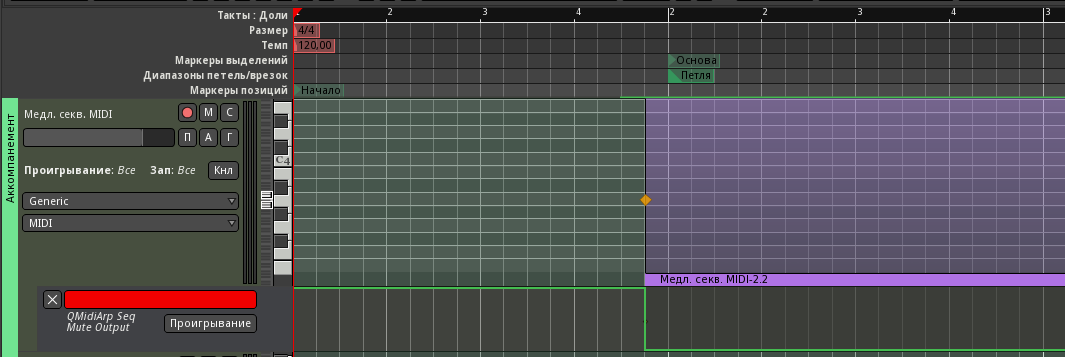 Такты : Доли
2 3 4 2 2 3 4 3
Размер 4/4
Темп 120,00
Маркеры выделений Основа
Диапазоны петель/врезок Петля
Маркеры позиций Начало
Аккомпанемент
Медл. секв. MIDI М С
П А Г
C4
Проигрывание: Все Зап: Все Кнл
Generic
MIDI
Медл. секв. MIDI-2.2
QMidiArp Seq
Mute Output
Проигрывание